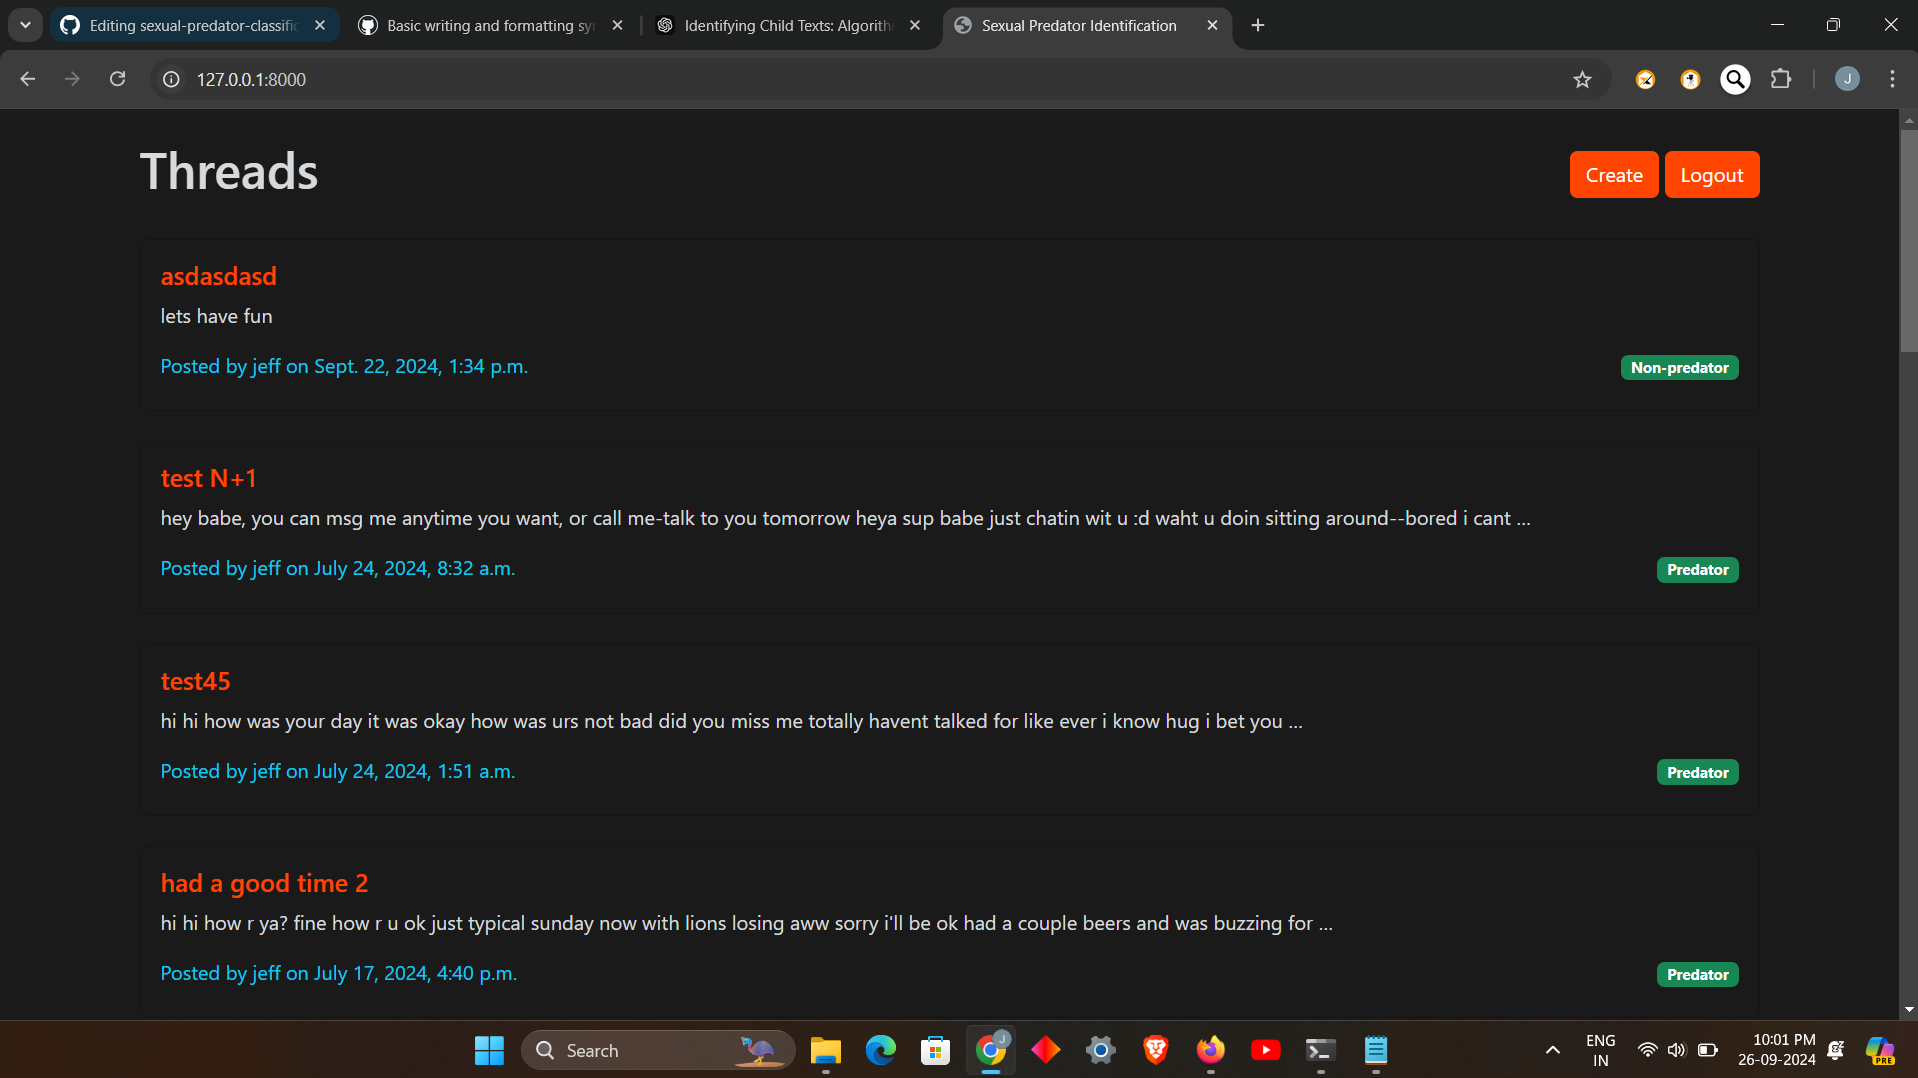 Editing sexual-predator-classific
Basic writing and formatting sy
Identifying Child Texts: Algorith
Sexual Predator Identification
127.0.0.1:8000
J
Threads
Create
Logout
asdasdasd
lets have fun
Posted by jeff on Sept. 22, 2024, 1:34 p.m.
Non-predator
test N+1
hey babe, you can msg me anytime you want, or call me-talk to you tomorrow heya sup babe just chatin wit u :d waht u doin sitting around--bored i cant ...
Posted by jeff on July 24, 2024, 8:32 a.m.
Predator
test45
hi hi how was your day it was okay how was urs not bad did you miss me totally havent talked for like ever i know hug i bet you ...
Posted by jeff on July 24, 2024, 1:51 a.m.
Predator
had a good time 2
hi hi how r ya? fine how r u ok just typical sunday now with lions losing aww sorry i'll be ok had a couple beers and was buzzing for ...
Posted by jeff on July 17, 2024, 4:40 p.m.
Predator
Search
J
ENG
IN
10:01 PM
26-09-2024
PRE